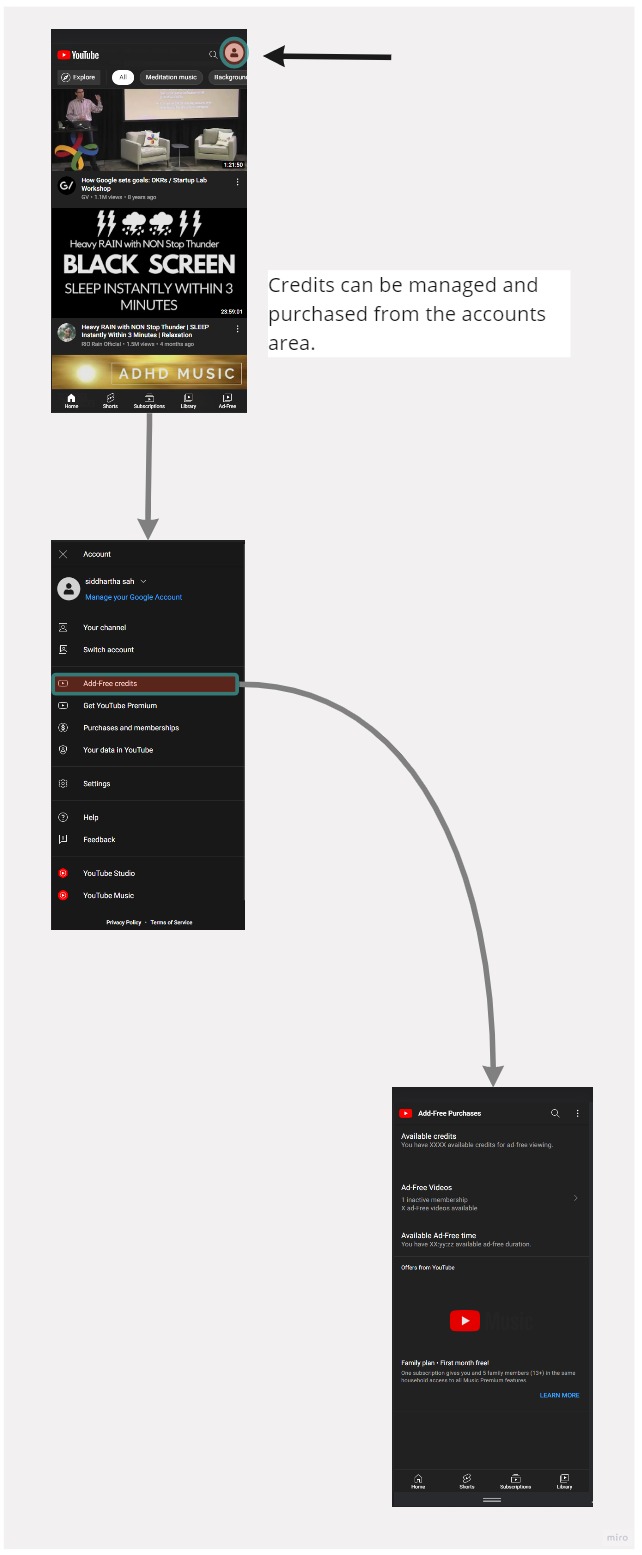 YouTube
Explore
All
Meditation music
Background
1:21:50
G/
How Google sets goals: OKRs / Startup Lab
Workshop
GV • 1.1M views • 8 years ago
Heavy RAIN with NON Stop Thunder
BLACK SCREEN
SLEEP INSTANTLY WITHIN 3
MINUTES
23:59:01
Heavy RAIN with NON Stop Thunder | SLEEP
Instantly Within 3 Minutes | Relaxation
RIO Rain Oficial • 1.5M views • 4 months ago
ADHD MUSIC
Home
Shorts
Subscriptions
Library
Ad-Free
Credits can be managed and
purchased from the accounts
area.
Account
siddhartha sah
Manage your Google Account
Your channel
Switch account
Add-Free credits
Get YouTube Premium
Purchases and memberships
Your data in YouTube
Settings
Help
Feedback
YouTube Studio
YouTube Music
Privacy Policy • Terms of Service
Add-Free Purchases
Available credits
You have XXXX available credits for ad free viewing.
Ad-Free Videos
1 inactive membership
X ad-Free videos available
Available Ad-Free time
You have XX:yy:zz available ad-free duration.
Offers from YouTube
Music
Family plan • First month free!
One subscription gives you and 5 family members (13+) in the same
household access to all Music Premium features.
LEARN MORE
Home
Shorts
Subscriptions
Library
miro